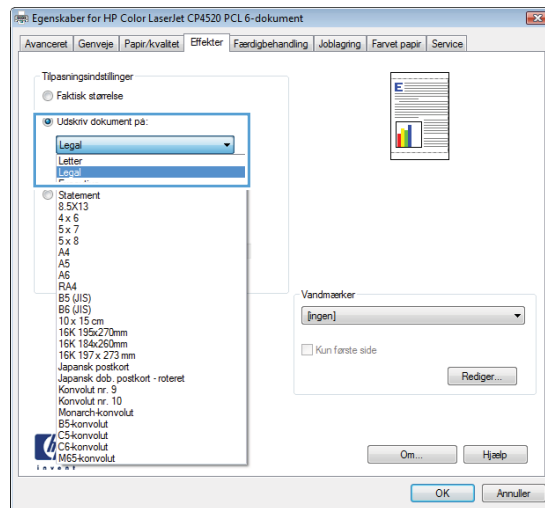 Egenskaber for HP Color LaserJet CP4520 PCL 6-dokument
Avanceret Genveje Papir/kvalitet Effekter Færdigbehandling Joblagring Farvet papir Service
Tilpasningsindstillinger
Faktisk størrelse
Udskriv dokument på:
Legal
Letter
Legal
Statement
8.5X13
4 x 6
5 x 7
5 x 8
A4
A5
A6
RA4
B5 (JIS)
B6 (JIS)
10 x 15 cm
16K 195x270mm
16K 184x260mm
16K 197 x 273 mm
Japansk postkort
Japansk dob. postkort - roteret
Konvolut nr. 9
Konvolut nr. 10
Monarch-konvolut
B5-konvolut
C5-konvolut
C6-konvolut
M65-konvolut
E
Vandmærker
[ingen]
Kun første side
Rediger...
invent
Om... Hjælp
OK Annuller